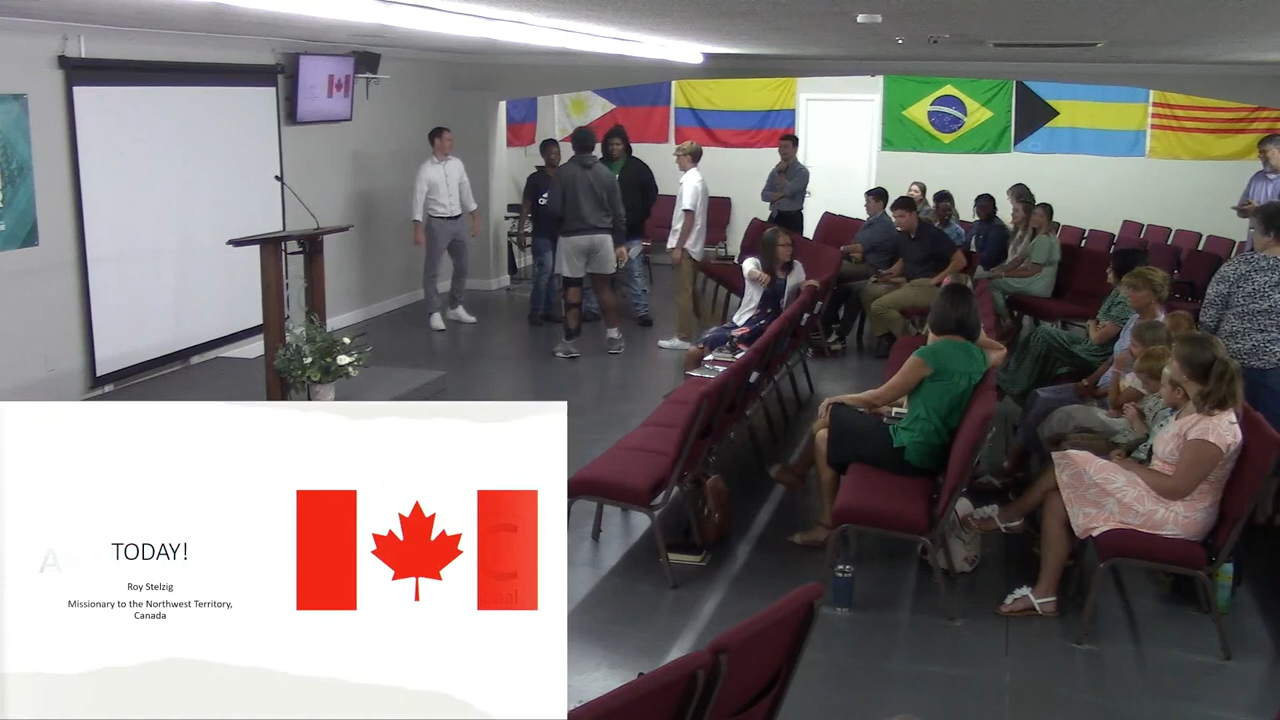 TODAY!
Roy Stelzig
Missionary to the Northwest Territory,
Canada
A
C